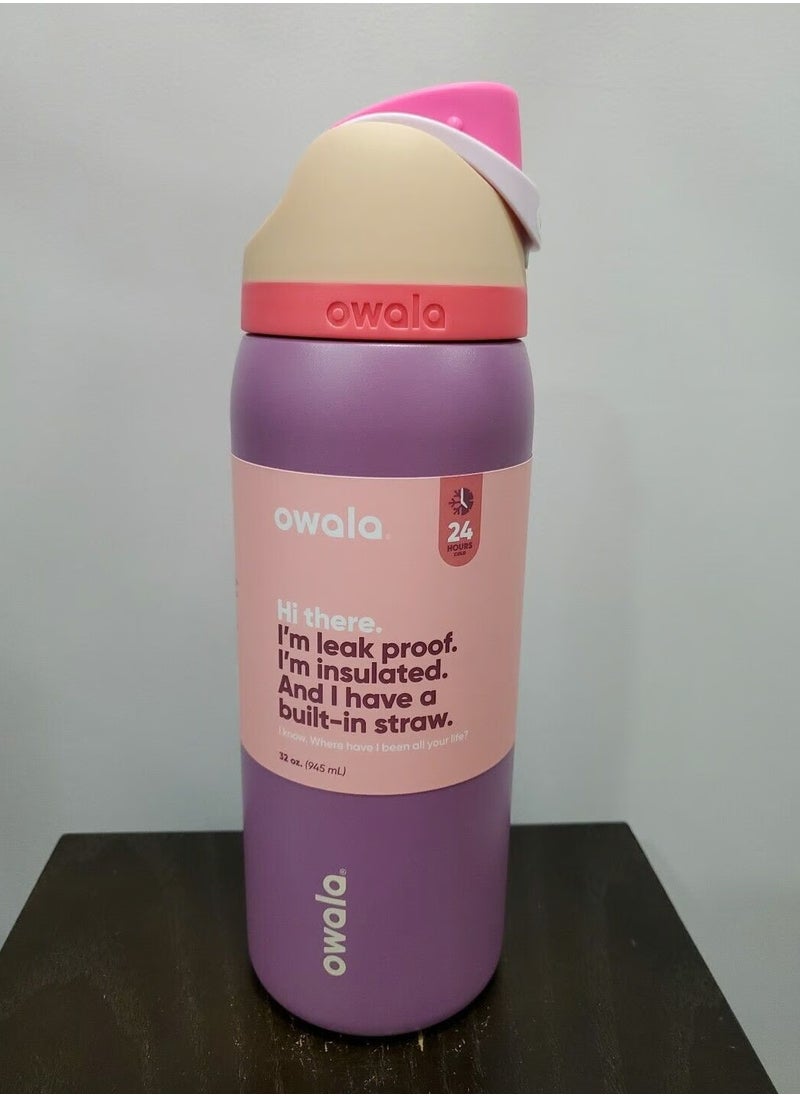 owala
owala
24
HOURS
COLD
Hi there.
I'm leak proof.
I'm insulated.
And I have a
built-in straw.
I know. Where have I been all your life?
32 oz. (945 mL)
owala®